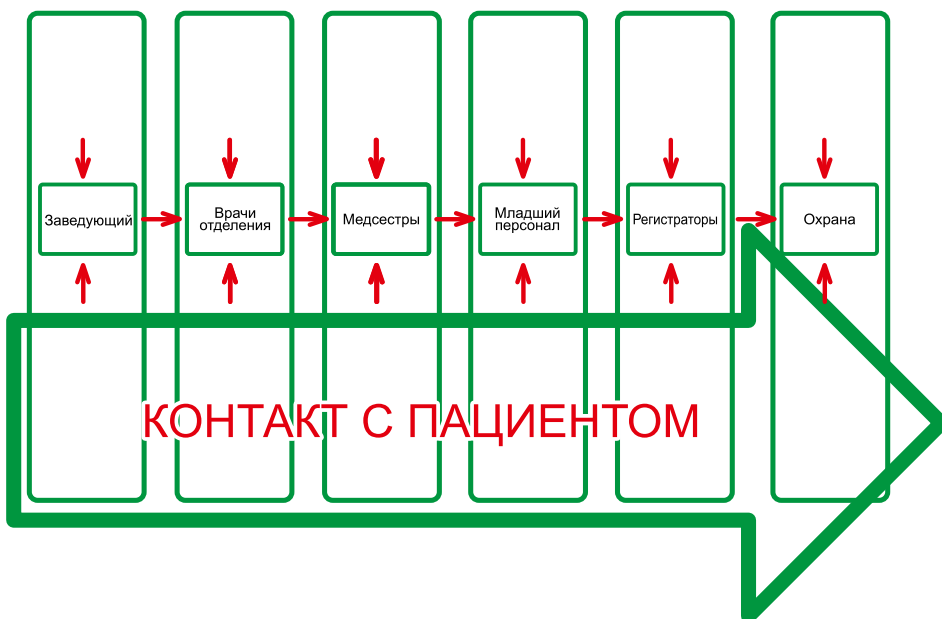 Заведующий
Врачи
отделения
Медсестры
Младший
персонал
Регистраторы
Охрана
КОНТАКТ С ПАЦИЕНТОМ